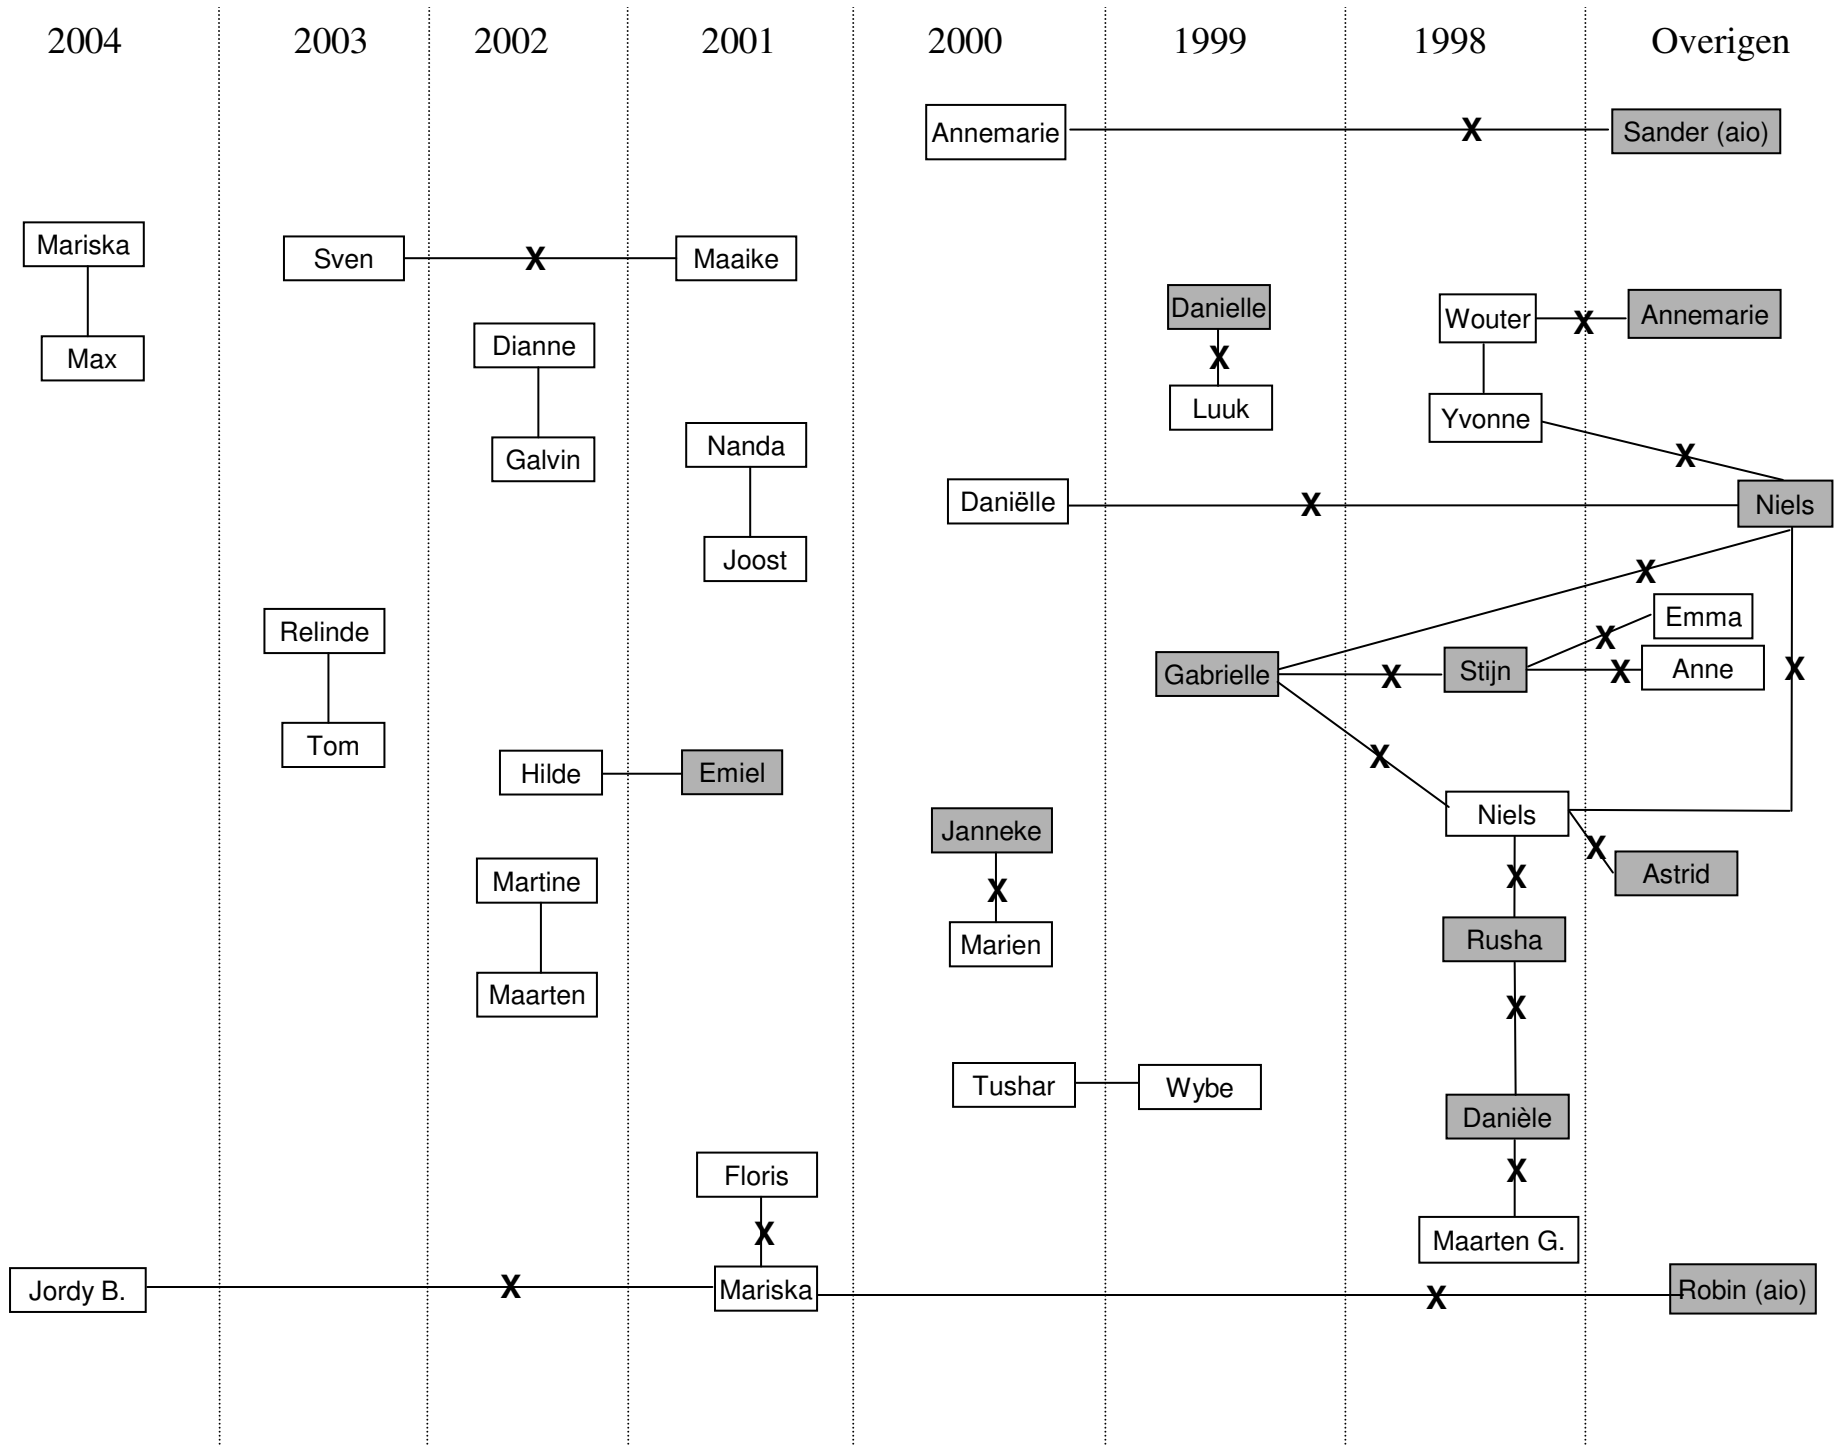 2004 2003 2002 2001 2000 1999 1998 Overigen
Annemarie X Sander (aio)
Mariska Sven X Maaike
Danielle Wouter X Annemarie
Max Dianne X
Luuk Yvonne
Galvin Nanda X
Daniëlle X Niels
Joost X
Relinde Emma
X
Gabrielle X Stijn X Anne X
Tom X
Hilde Emiel Niels
Janneke X
Martine X X Astrid
Marien Rusha
Maarten X
Tushar Wybe
Danièle
Floris X
X Maarten G.
Jordy B. X Mariska X Robin (aio)